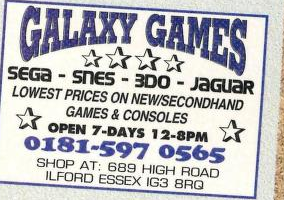 GALAXY GAMES
SEGA - SNES - 3DO - JAGUAR
LOWEST PRICES ON NEW/SECONDHAND
GAMES & CONSOLES
OPEN 7-DAYS 12-8PM
0181-597 0565
SHOP AT: 689 HIGH ROAD
ILFORD ESSEX IG3 8RQ